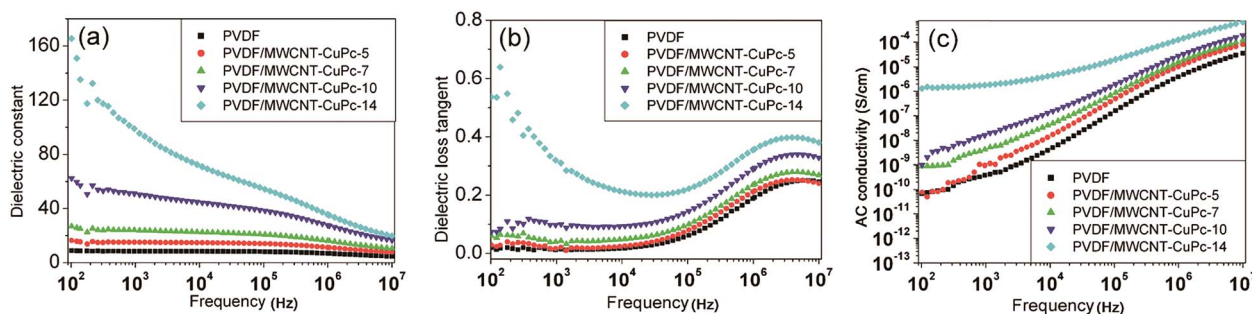 (a)
PVDF
PVDF/MWCNT-CuPc-5
PVDF/MWCNT-CuPc-7
PVDF/MWCNT-CuPc-10
PVDF/MWCNT-CuPc-14
Dielectric constant
160
120
80
40
0
10² 10³ 10⁴ 10⁵ 10⁶ 10⁷
Frequency (Hz)
(b)
PVDF
PVDF/MWCNT-CuPc-5
PVDF/MWCNT-CuPc-7
PVDF/MWCNT-CuPc-10
PVDF/MWCNT-CuPc-14
Dielectric loss tangent
0.8
0.6
0.4
0.2
0.0
10² 10³ 10⁴ 10⁵ 10⁶ 10⁷
Frequency (Hz)
(c)
AC conductivity (S/cm)
10⁻⁴
10⁻⁵
10⁻⁶
10⁻⁷
10⁻⁸
10⁻⁹
10⁻¹⁰
10⁻¹¹
10⁻¹²
10⁻¹³
PVDF
PVDF/MWCNT-CuPc-5
PVDF/MWCNT-CuPc-7
PVDF/MWCNT-CuPc-10
PVDF/MWCNT-CuPc-14
10² 10³ 10⁴ 10⁵ 10⁶ 10⁷
Frequency (Hz)